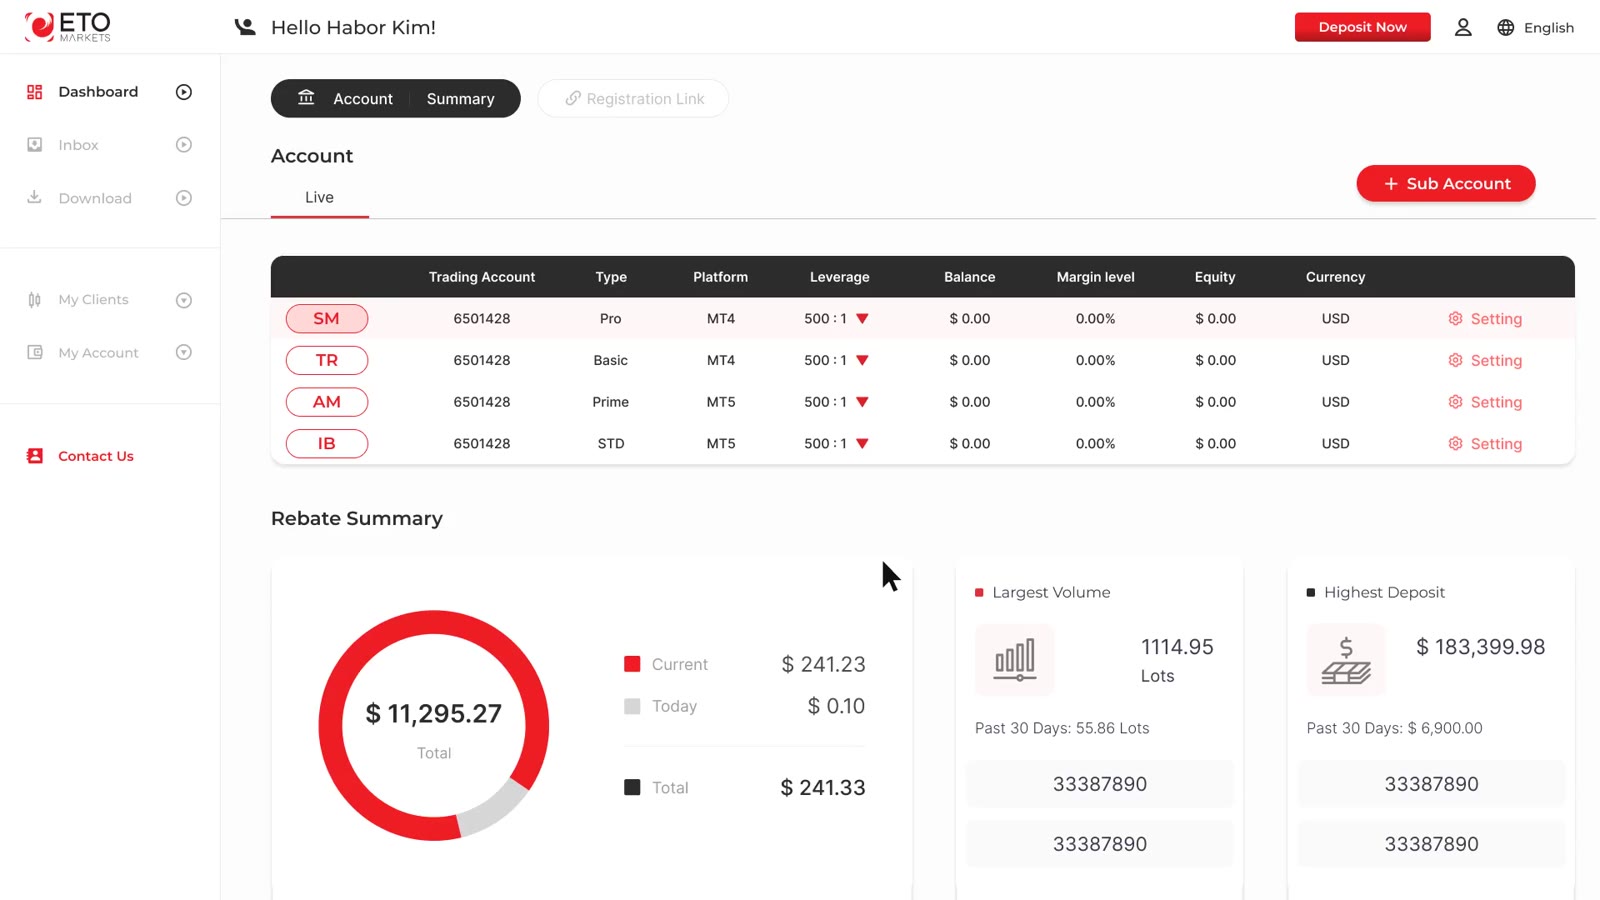 ETO
MARKETS
Hello Habor Kim!
Deposit Now
English
Dashboard
Inbox
Download
My Clients
My Account
Contact Us
Account Summary
Registration Link
Account
Live
+ Sub Account
Trading Account Type Platform Leverage Balance Margin level Equity Currency
SM 6501428 Pro MT4 500 : 1 $ 0.00 0.00% $ 0.00 USD Setting
TR 6501428 Basic MT4 500 : 1 $ 0.00 0.00% $ 0.00 USD Setting
AM 6501428 Prime MT5 500 : 1 $ 0.00 0.00% $ 0.00 USD Setting
IB 6501428 STD MT5 500 : 1 $ 0.00 0.00% $ 0.00 USD Setting
Rebate Summary
$ 11,295.27
Total
Current $ 241.23
Today $ 0.10
Total $ 241.33
Largest Volume
1114.95
Lots
Past 30 Days: 55.86 Lots
33387890
33387890
Highest Deposit
$ 183,399.98
Past 30 Days: $ 6,900.00
33387890
33387890